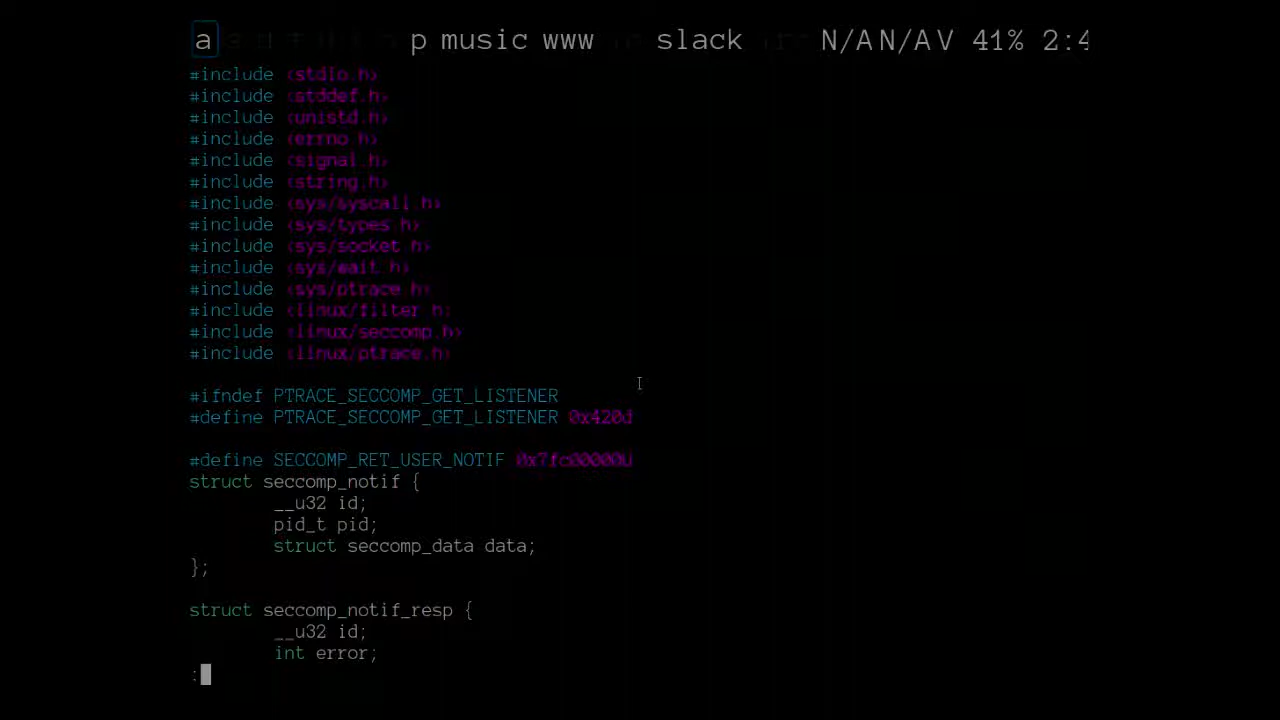 a p music www slack N/AN/AV 41% 2:4
#include <stdio.h>
#include <stddef.h>
#include <unistd.h>
#include <errno.h>
#include <signal.h>
#include <string.h>
#include <sys/syscall.h>
#include <sys/types.h>
#include <sys/socket.h>
#include <sys/wait.h>
#include <sys/ptrace.h>
#include <linux/filter.h>
#include <linux/seccomp.h>
#include <linux/ptrace.h>
#ifndef PTRACE_SECCOMP_GET_LISTENER
#define PTRACE_SECCOMP_GET_LISTENER 0x420d
#define SECCOMP_RET_USER_NOTIF 0x7fc00000U
struct seccomp_notif {
__u32 id;
pid_t pid;
struct seccomp_data data;
};
struct seccomp_notif_resp {
__u32 id;
int error;
: